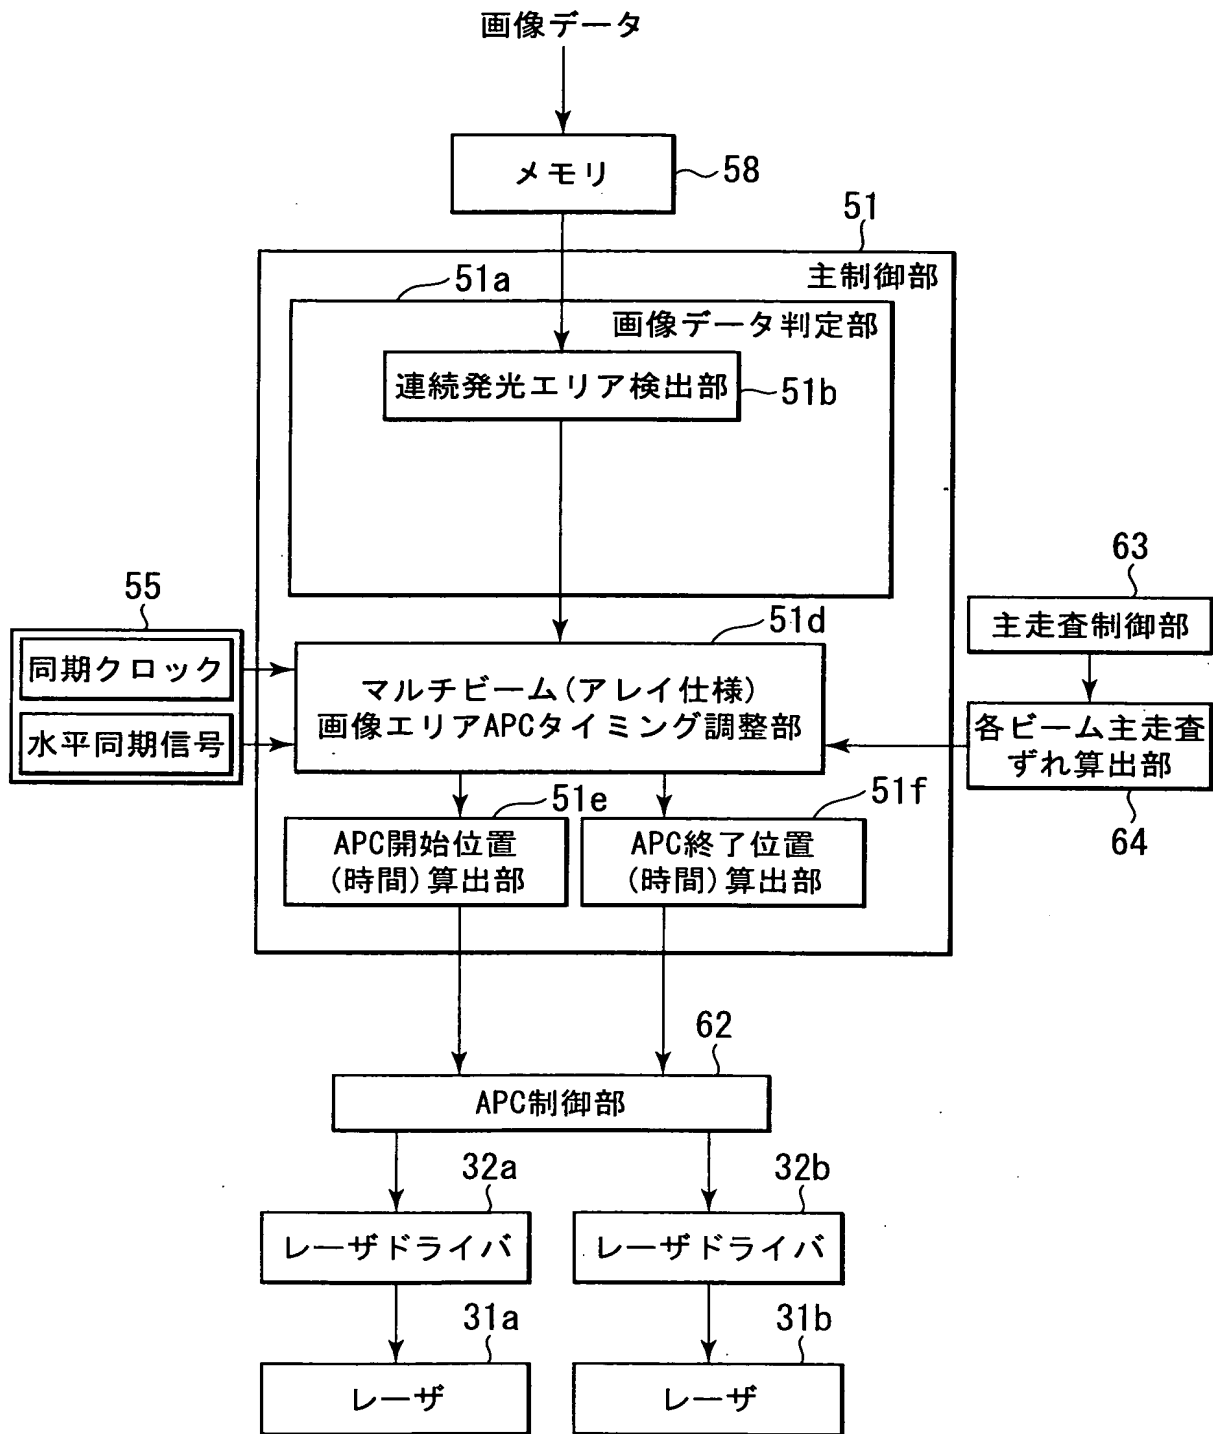 画像データ
メモリ
58
51
主制御部
51a
画像データ判定部
連続発光エリア検出部
51b
55
同期クロック
水平同期信号
51d
マルチビーム(アレイ仕様)
画像エリアAPCタイミング調整部
63
主走査制御部
各ビーム主走査
ずれ算出部
64
51e
APC開始位置
(時間)算出部
51f
APC終了位置
(時間)算出部
62
APC制御部
32a
レーザドライバ
32b
レーザドライバ
31a
レーザ
31b
レーザ